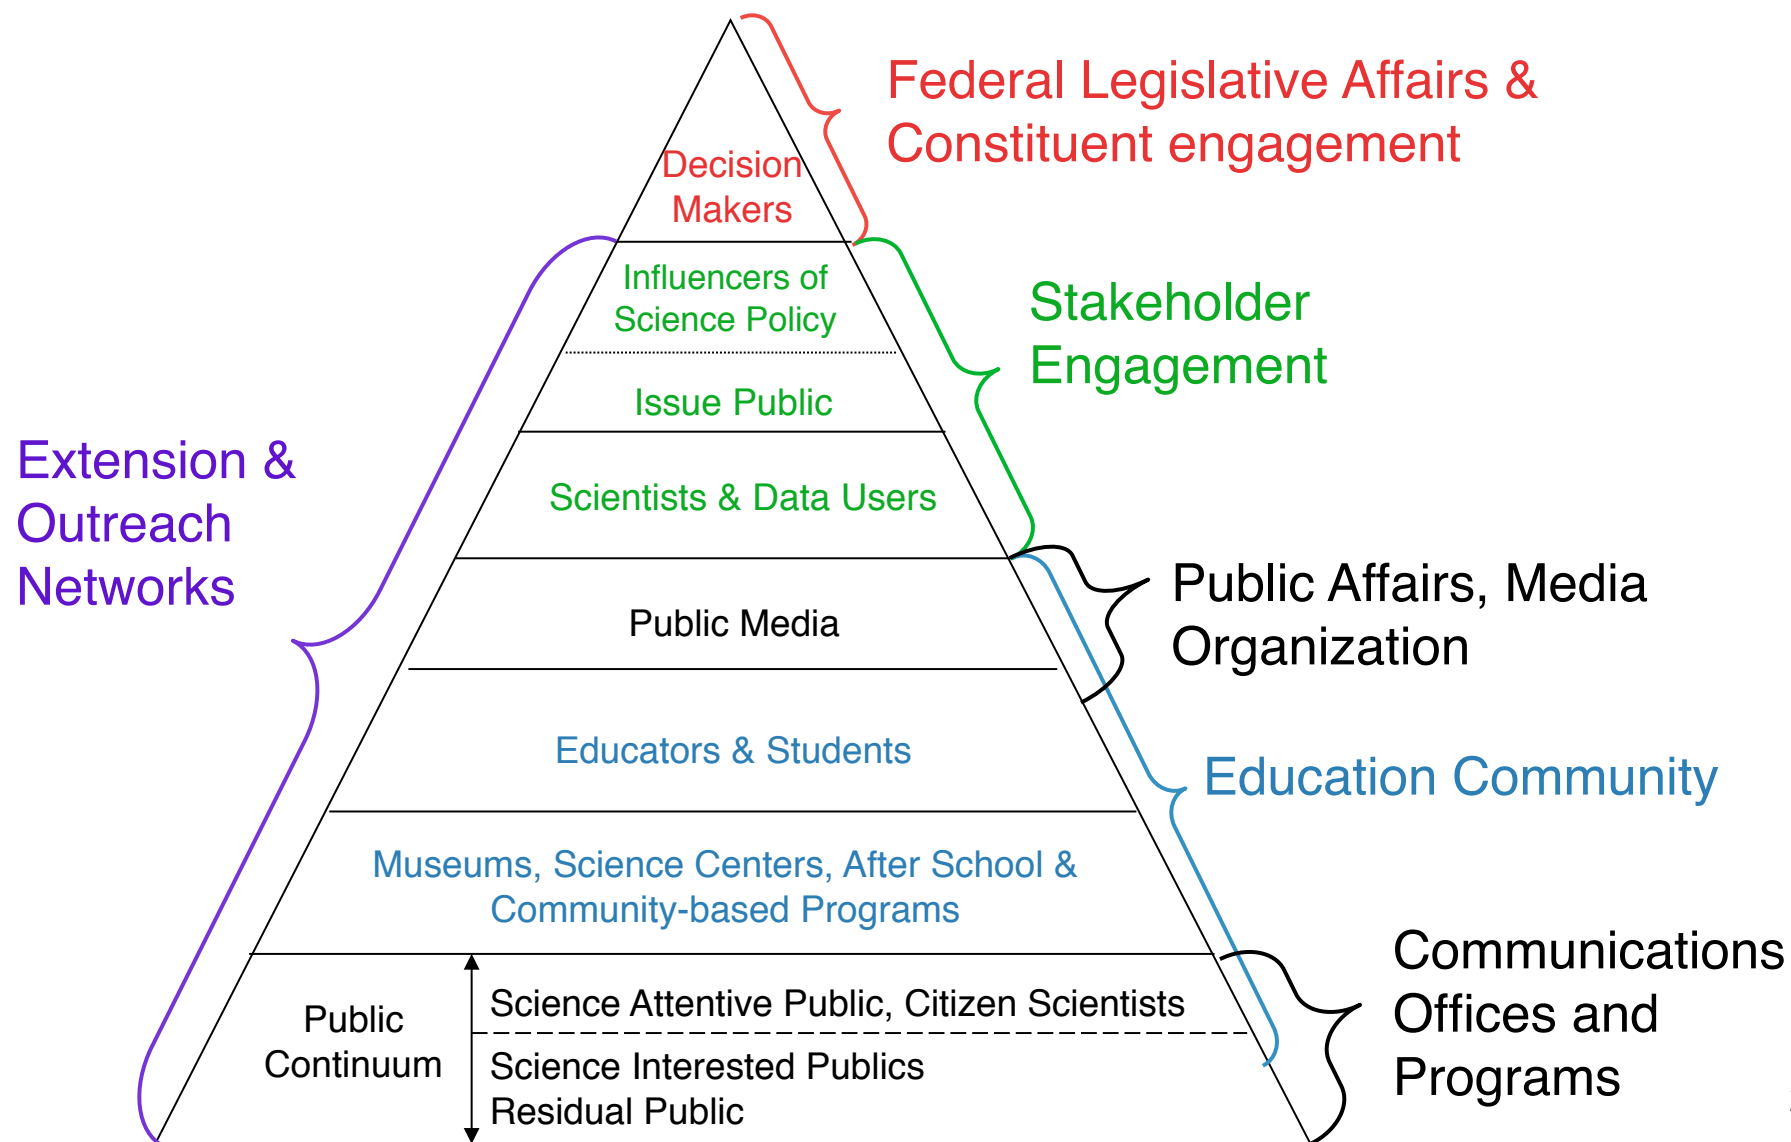 Federal Legislative Affairs &
Constituent engagement
Decision
Makers
Influencers of
Science Policy
Issue Public
Stakeholder
Engagement
Scientists & Data Users
Extension &
Outreach
Networks
Public Media
Public Affairs, Media
Organization
Educators & Students
Education Community
Museums, Science Centers, After School &
Community-based Programs
Public
Continuum
Science Attentive Public, Citizen Scientists
Science Interested Publics
Residual Public
Communications
Offices and
Programs